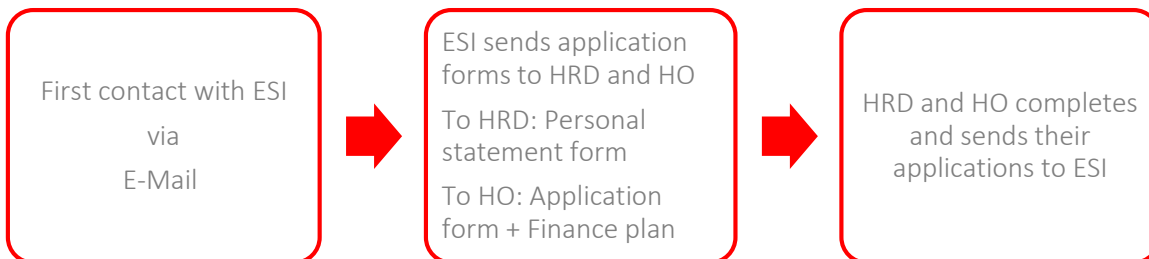 First contact with ESI
via
E-Mail
ESI sends application
forms to HRD and HO
To HRD: Personal
statement form
To HO: Application
form + Finance plan
HRD and HO completes
and sends their
applications to ESI